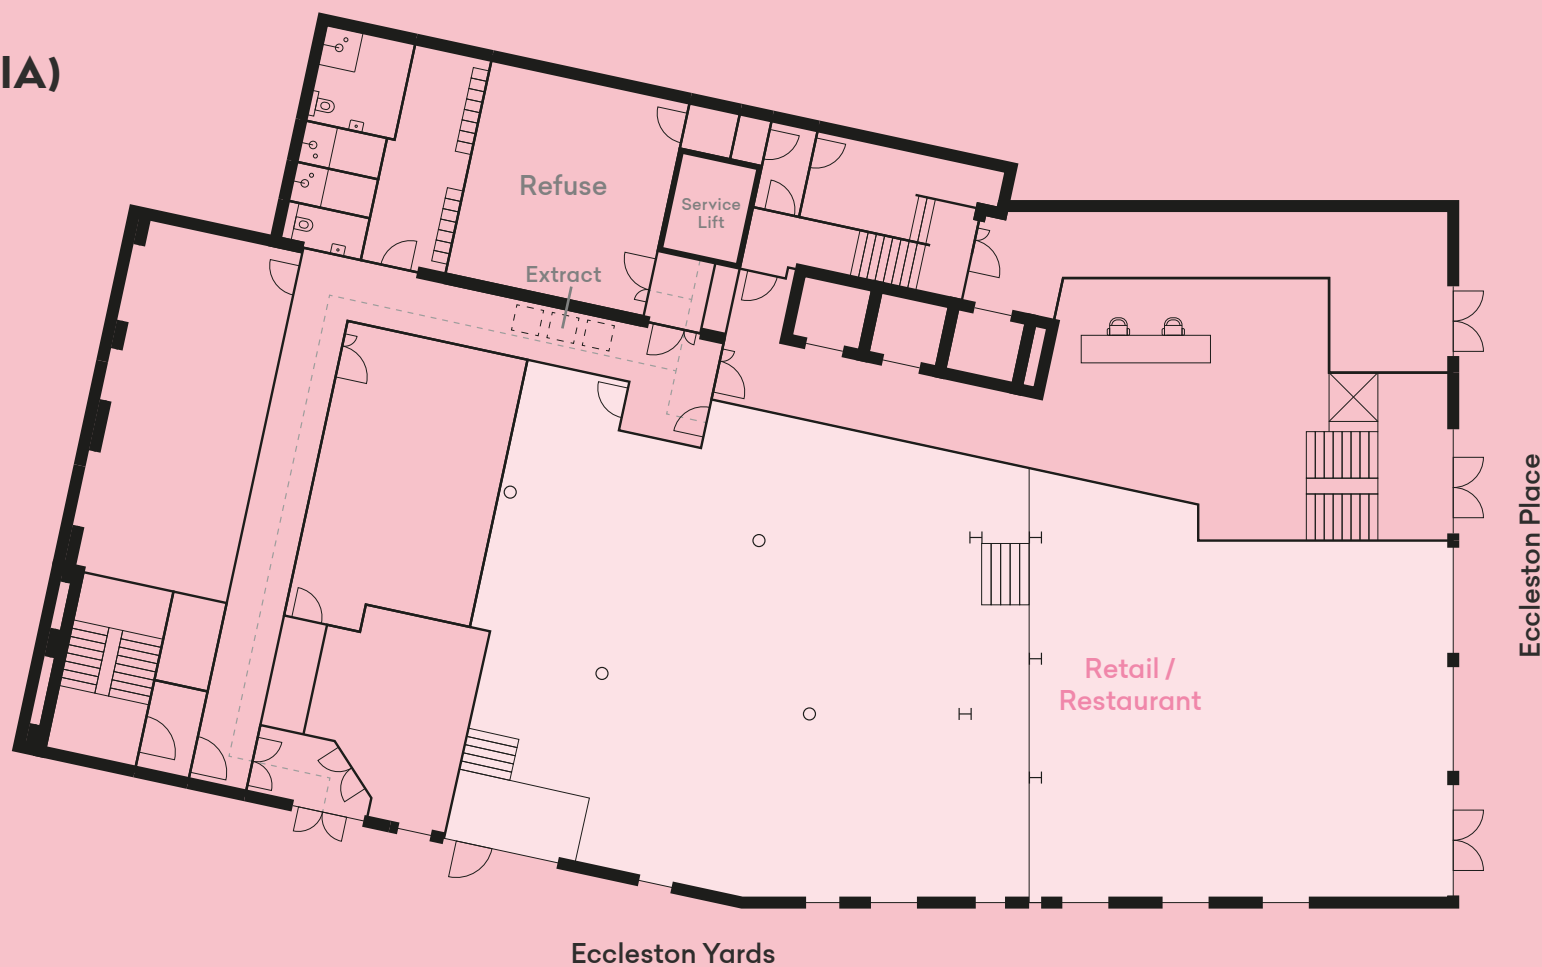 IA)
Refuse
Service
Lift
Extract
Retail /
Restaurant
Eccleston Place
Eccleston Yards